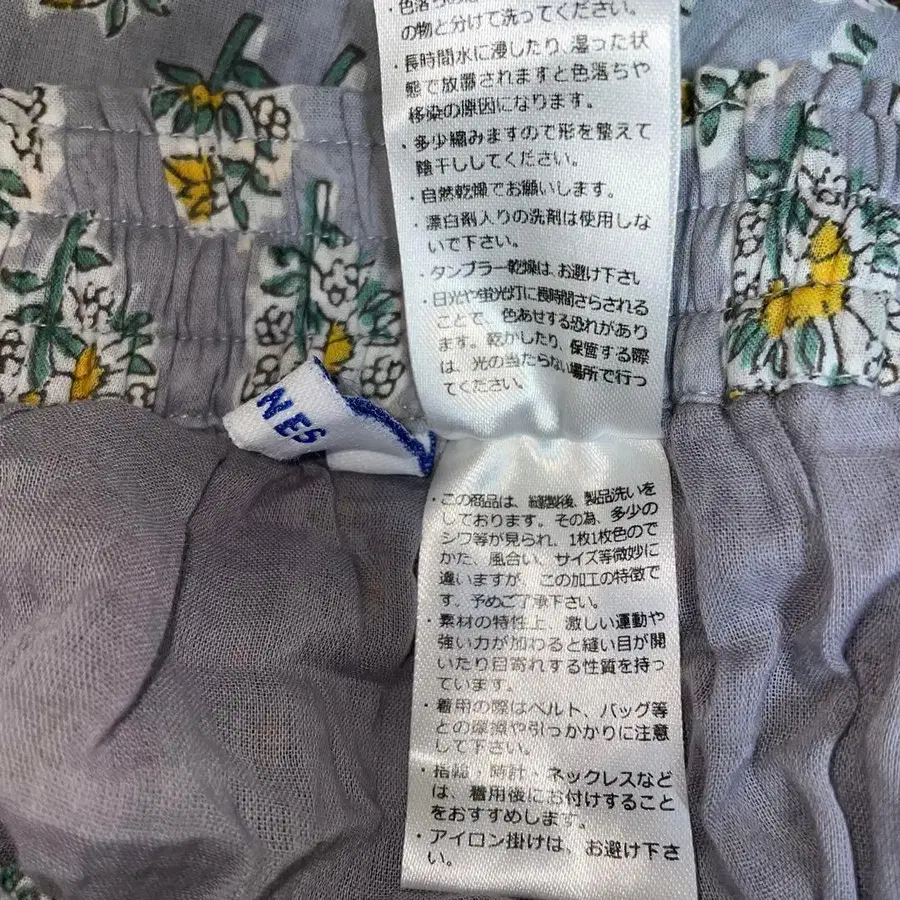 ・色落ち
の物と分けて洗ってください。
・長時間水に浸したり、湿った状
態で放置されますと色落ちや
移染の原因になります。
・多少縮みますので形を整えて
陰干ししてください。
・自然乾燥でお願いします。
・漂白剤入りの洗剤は使用しな
いで下さい。
・タンブラー乾燥は、お避け下さい
・日光や蛍光灯に長時間さらされる
ことで、色あせする恐れがあり
ます。乾かしたり、保管する際
は、光の当たらない場所で行っ
てください。
NES
・この商品は、縫製後、製品洗いを
しております。その為、多少の
シワ等が見られ、1枚1枚色ので
かた、風合い、サイズ等微妙に
違いますが、この加工の特徴で
す。予めご了承下さい。
・素材の特性上、激しい運動や
強い力が加わると縫い目が開
いたり目寄れする性質を持っ
ています。
・着用の際はベルト、バッグ等
との摩擦や引っかかりに注意
して下さい。
・指輪・時計・ネックレスなど
は、着用後にお付けすること
をおすすめします。
・アイロン掛けは、お避け下さ
い。